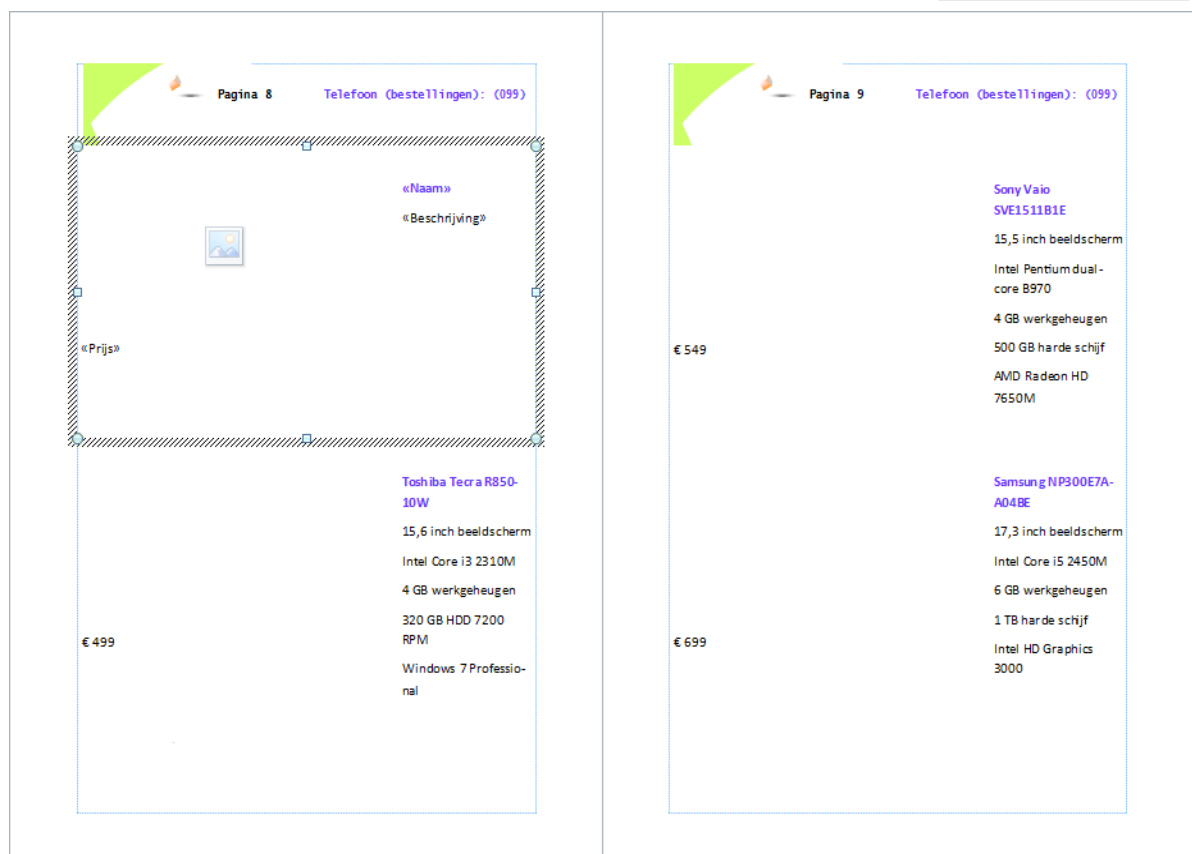 Pagina 8
Telefoon (bestellingen): (099)
«Naam»
«Beschrijving»
«Prijs»
Toshiba Tecra R850-
10W
15,6 inch beeldscherm
Intel Core i3 2310M
4 GB werkgeheugen
320 GB HDD 7200
RPM
€ 499
Windows 7 Professio-
nal
Pagina 9
Telefoon (bestellingen): (099)
Sony Vaio
SVE1511B1E
15,5 inch beeldscherm
Intel Pentium dual-
core B970
4 GB werkgeheugen
500 GB harde schijf
€ 549
AMD Radeon HD
7650M
Samsung NP300E7A-
A04BE
17,3 inch beeldscherm
Intel Core i5 2450M
6 GB werkgeheugen
1 TB harde schijf
€ 699
Intel HD Graphics
3000